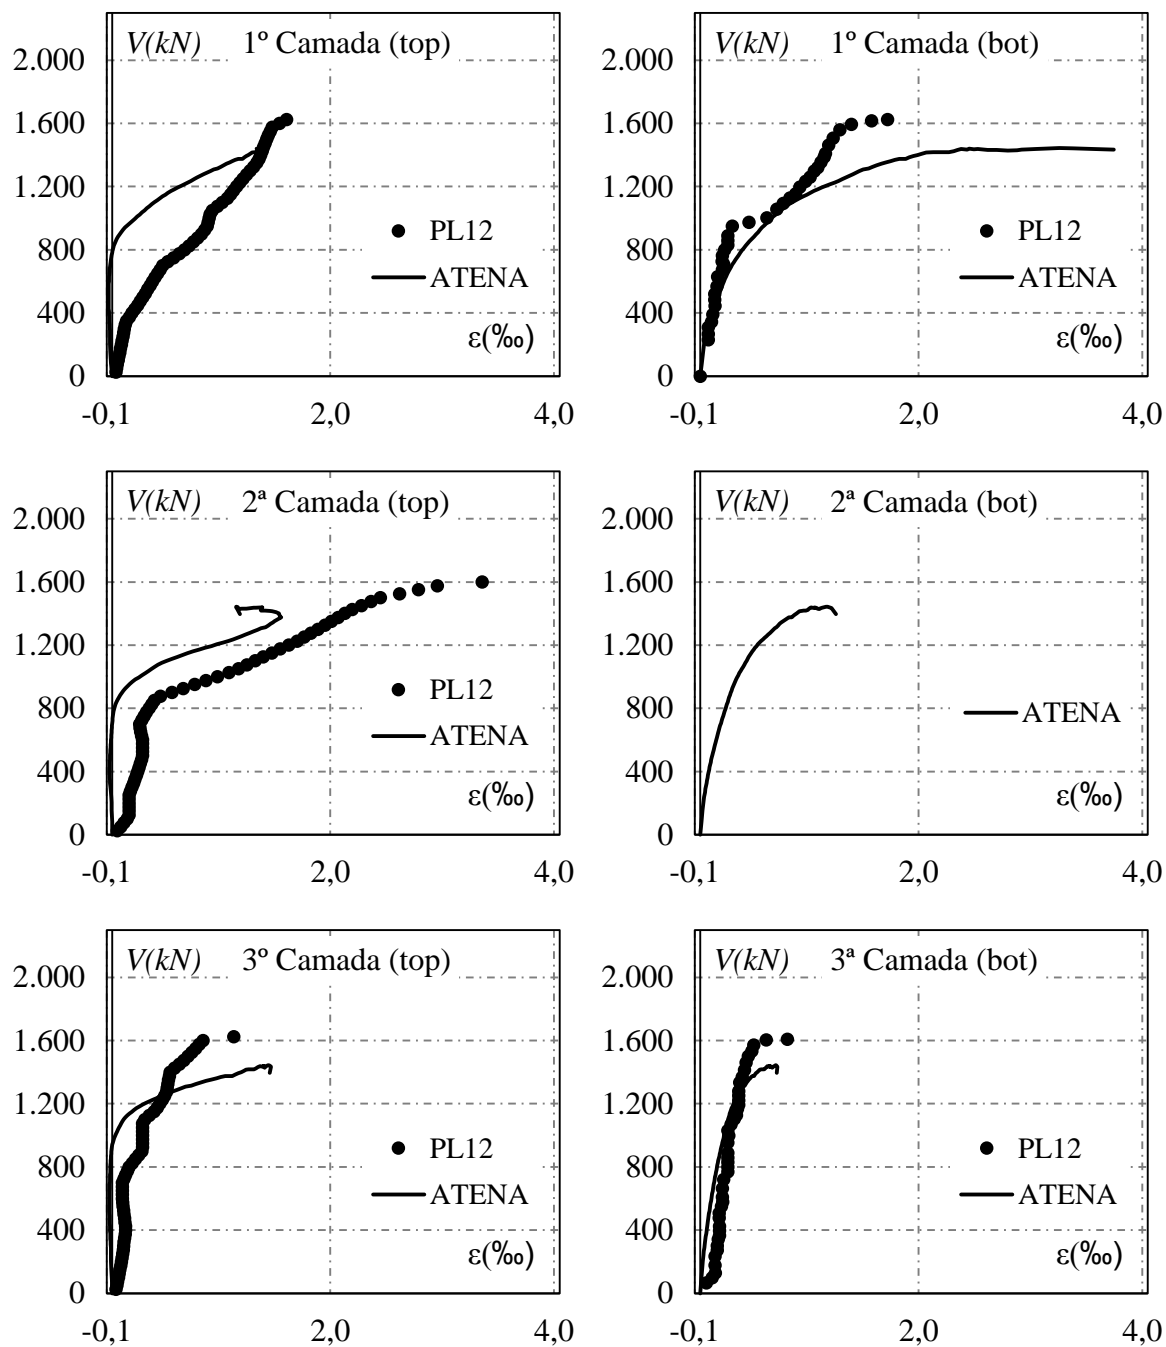 V(kN) 1º Camada (top)
2.000
1.600
1.200
800
400
0
PL12
ATENA
ε(‰)
-0,1 2,0 4,0
V(kN) 1º Camada (bot)
2.000
1.600
1.200
800
400
0
PL12
ATENA
ε(‰)
-0,1 2,0 4,0
V(kN) 2ª Camada (top)
2.000
1.600
1.200
800
400
0
PL12
ATENA
ε(‰)
-0,1 2,0 4,0
V(kN) 2ª Camada (bot)
2.000
1.600
1.200
800
400
0
ATENA
ε(‰)
-0,1 2,0 4,0
V(kN) 3º Camada (top)
2.000
1.600
1.200
800
400
0
PL12
ATENA
ε(‰)
-0,1 2,0 4,0
V(kN) 3ª Camada (bot)
2.000
1.600
1.200
800
400
0
PL12
ATENA
ε(‰)
-0,1 2,0 4,0